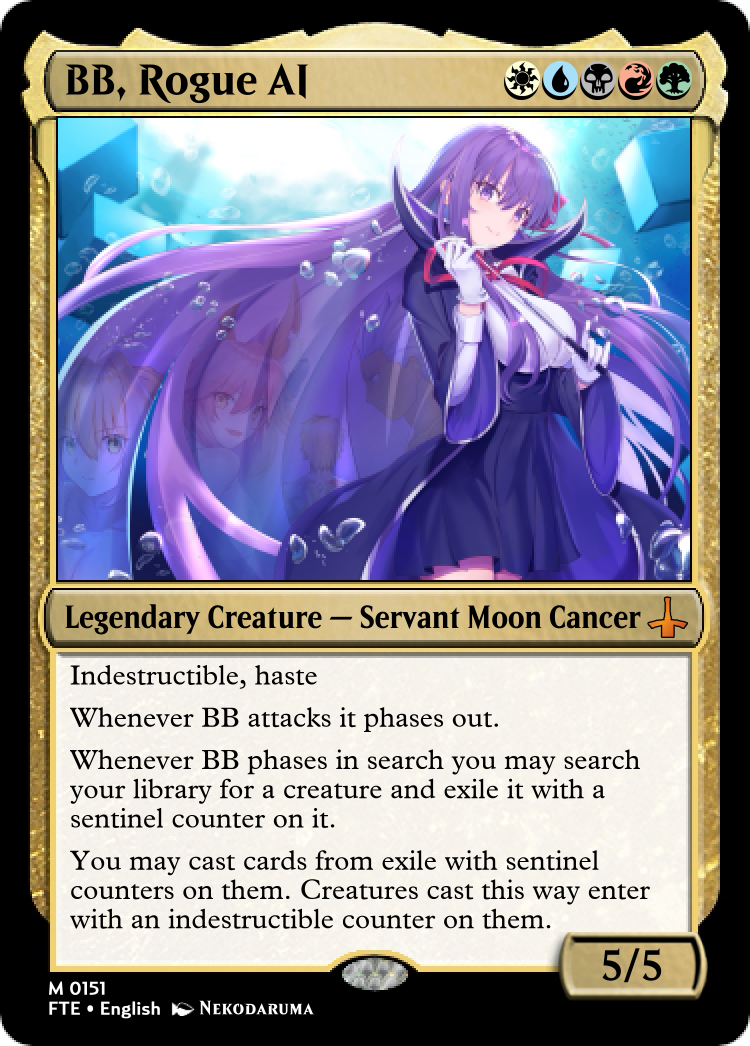 BB, Rogue AI
Legendary Creature — Servant Moon Cancer
Indestructible, haste
Whenever BB attacks it phases out.
Whenever BB phases in search you may search
your library for a creature and exile it with a
sentinel counter on it.
You may cast cards from exile with sentinel
counters on them. Creatures cast this way enter
with an indestructible counter on them.
5/5
M 0151
FTE • English NEKODARUMA